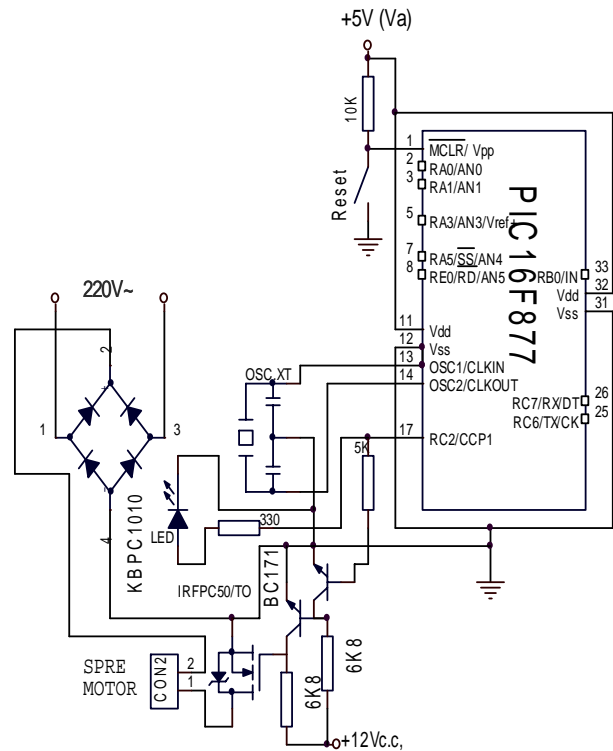 +5V (Va)
10K
Reset
1
2
3
5
7
8
11
12
13
14
17
MCLR/ Vpp
RA0/AN0
RA1/AN1
RA3/AN3/Vref+
RA5/SS/AN4
RE0/RD/AN5
Vdd
Vss
OSC1/CLKIN
OSC2/CLKOUT
RC2/CCP1
PIC16F877
RB0/IN
Vdd
Vss
RC7/RX/DT
RC6/TX/CK
33
32
31
26
25
220V~
2
1
3
4
KBPC1010
OSC.XT
LED
330
5K
IRFPC50/TO
BC171
SPRE
MOTOR
CON2
2
1
6K8
6K8
+12Vc.c,